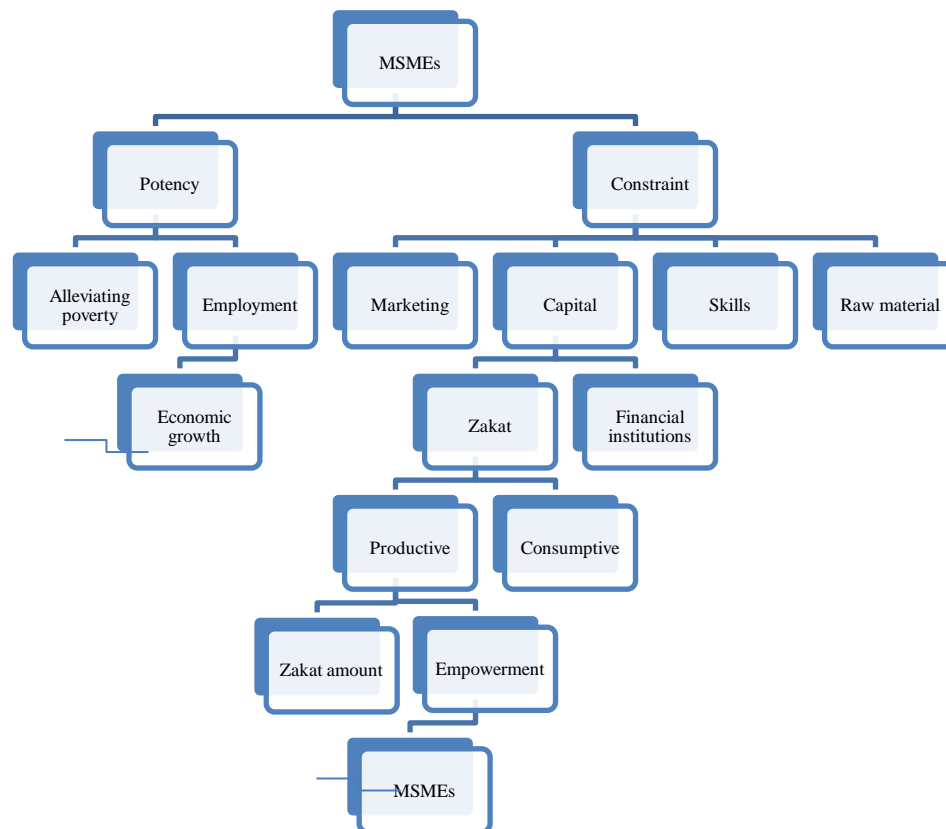 MSMEs
Potency
Constraint
Alleviating
poverty
Employment
Marketing
Capital
Skills
Raw material
Economic
growth
Zakat
Financial
institutions
Productive
Consumptive
Zakat amount
Empowerment
MSMEs